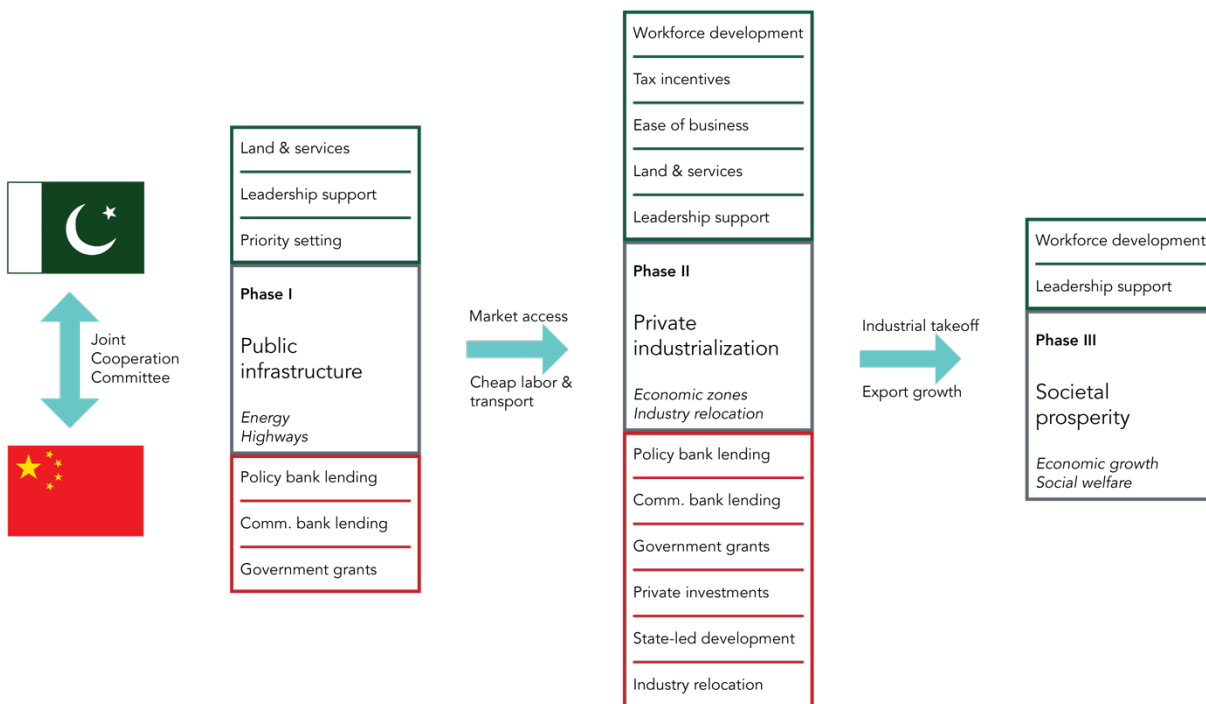 Joint
Cooperation
Committee
Land & services
Leadership support
Priority setting
Phase I
Public
infrastructure
Energy
Highways
Policy bank lending
Comm. bank lending
Government grants
Market access
Cheap labor &
transport
Workforce development
Tax incentives
Ease of business
Land & services
Leadership support
Phase II
Private
industrialization
Economic zones
Industry relocation
Policy bank lending
Comm. bank lending
Government grants
Private investments
State-led development
Industry relocation
Industrial takeoff
Export growth
Workforce development
Leadership support
Phase III
Societal
prosperity
Economic growth
Social welfare